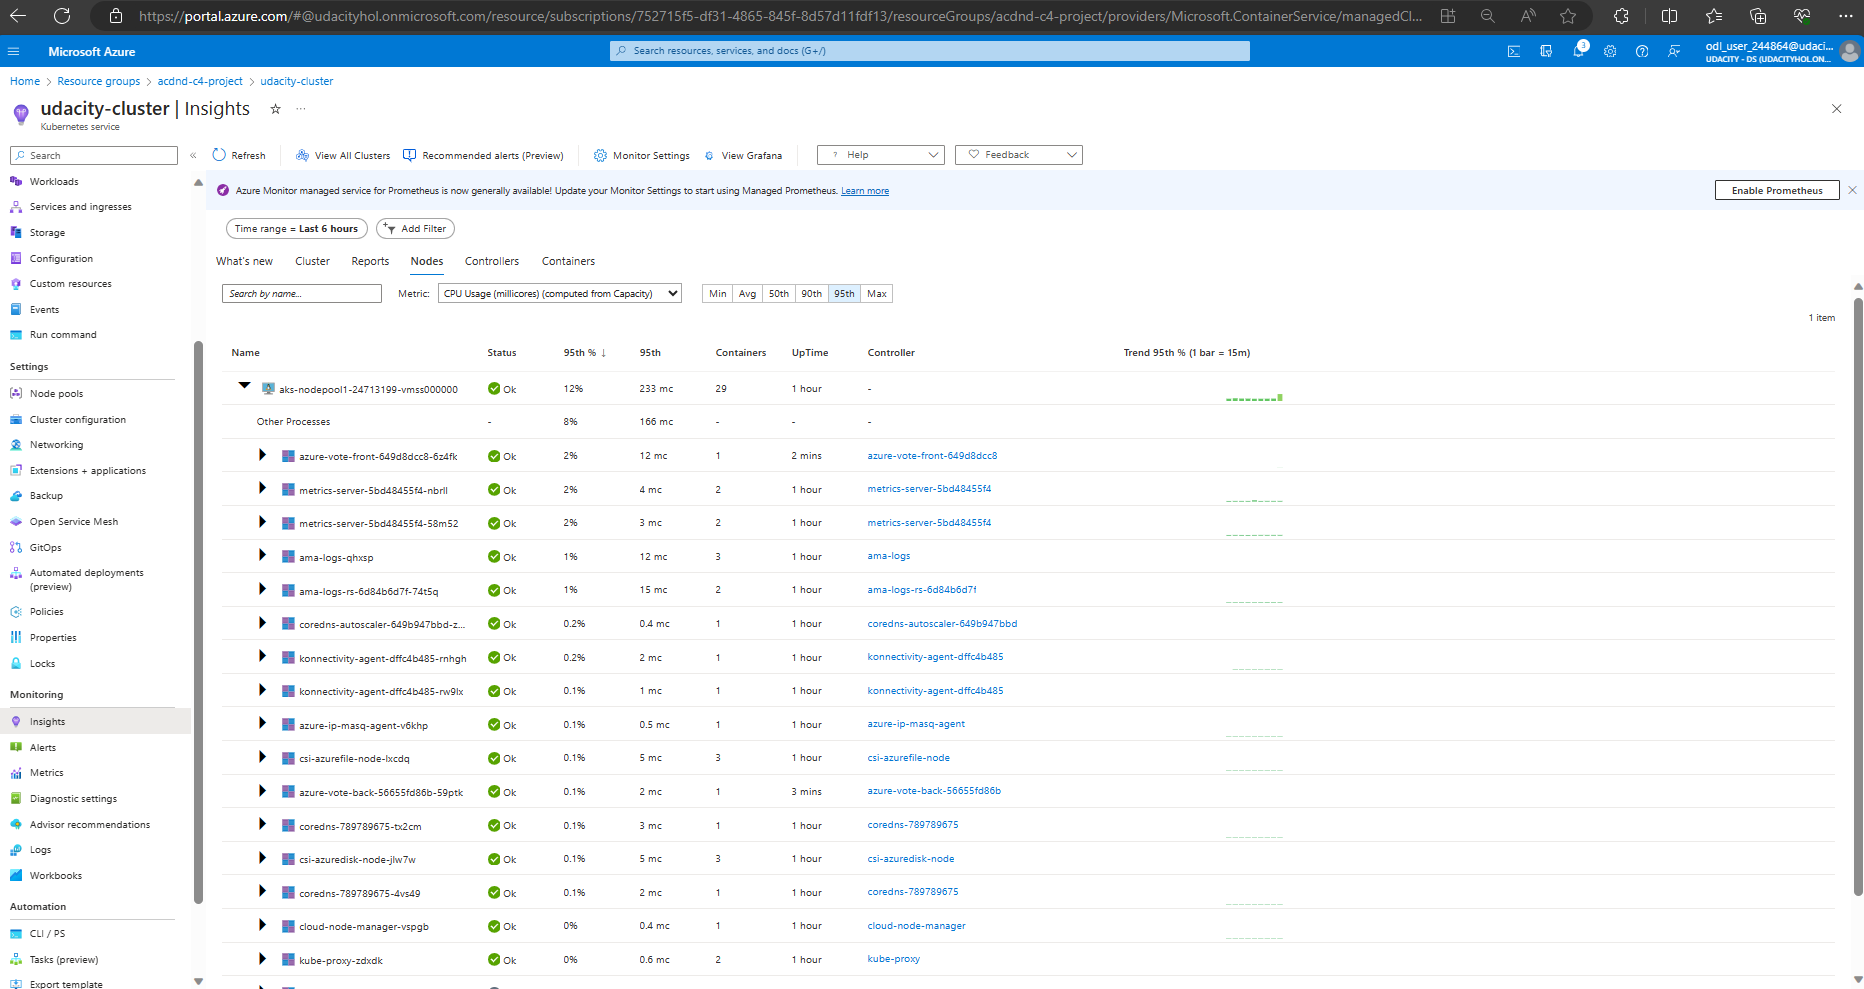 https://portal.azure.com/#@udacityhol.onmicrosoft.com/resource/subscriptions/752715f5-df31-4865-845f-8d57d11fdf13/resourceGroups/acdnd-c4-project/providers/Microsoft.ContainerService/managedCl...
Microsoft Azure
Search resources, services, and docs (G+/)
3
odl_user_244864@udaci...
UDACITY - DS (UDACITYHOL.ON...
Home > Resource groups > acdnd-c4-project > udacity-cluster
udacity-cluster | Insights
Kubernetes service
Search
Refresh
View All Clusters
Recommended alerts (Preview)
Monitor Settings
View Grafana
? Help
Feedback
Workloads
Services and ingresses
Storage
Configuration
Custom resources
Events
Run command
Settings
Node pools
Cluster configuration
Networking
Extensions + applications
Backup
Open Service Mesh
GitOps
Automated deployments
(preview)
Policies
Properties
Locks
Monitoring
Insights
Alerts
Metrics
Diagnostic settings
Advisor recommendations
Logs
Workbooks
Automation
CLI / PS
Tasks (preview)
Export template
Azure Monitor managed service for Prometheus is now generally available! Update your Monitor Settings to start using Managed Prometheus. Learn more
Enable Prometheus
Time range = Last 6 hours
Add Filter
What's new Cluster Reports Nodes Controllers Containers
Search by name...
Metric: CPU Usage (millicores) (computed from Capacity)
Min Avg 50th 90th 95th Max
1 item
Name Status 95th % ↓ 95th Containers UpTime Controller Trend 95th % (1 bar = 15m)
aks-nodepool1-24713199-vmss000000 Ok 12% 233 mc 29 1 hour -
Other Processes - 8% 166 mc - - -
azure-vote-front-649d8dcc8-6z4fk Ok 2% 12 mc 1 2 mins azure-vote-front-649d8dcc8
metrics-server-5bd48455f4-nbrll Ok 2% 4 mc 2 1 hour metrics-server-5bd48455f4
metrics-server-5bd48455f4-58m52 Ok 2% 3 mc 2 1 hour metrics-server-5bd48455f4
ama-logs-qhxsp Ok 1% 12 mc 3 1 hour ama-logs
ama-logs-rs-6d84b6d7f-74t5q Ok 1% 15 mc 2 1 hour ama-logs-rs-6d84b6d7f
coredns-autoscaler-649b947bbd-z... Ok 0.2% 0.4 mc 1 1 hour coredns-autoscaler-649b947bbd
konnectivity-agent-dffc4b485-rnhgh Ok 0.2% 2 mc 1 1 hour konnectivity-agent-dffc4b485
konnectivity-agent-dffc4b485-rw9lx Ok 0.1% 1 mc 1 1 hour konnectivity-agent-dffc4b485
azure-ip-masq-agent-v6khp Ok 0.1% 0.5 mc 1 1 hour azure-ip-masq-agent
csi-azurefile-node-lxcdq Ok 0.1% 5 mc 3 1 hour csi-azurefile-node
azure-vote-back-56655fd86b-59ptk Ok 0.1% 2 mc 1 3 mins azure-vote-back-56655fd86b
coredns-789789675-tx2cm Ok 0.1% 3 mc 1 1 hour coredns-789789675
csi-azuredisk-node-jlw7w Ok 0.1% 5 mc 3 1 hour csi-azuredisk-node
coredns-789789675-4vs49 Ok 0.1% 2 mc 1 1 hour coredns-789789675
cloud-node-manager-vspgb Ok 0% 0.4 mc 1 1 hour cloud-node-manager
kube-proxy-zdxdk Ok 0% 0.6 mc 2 1 hour kube-proxy